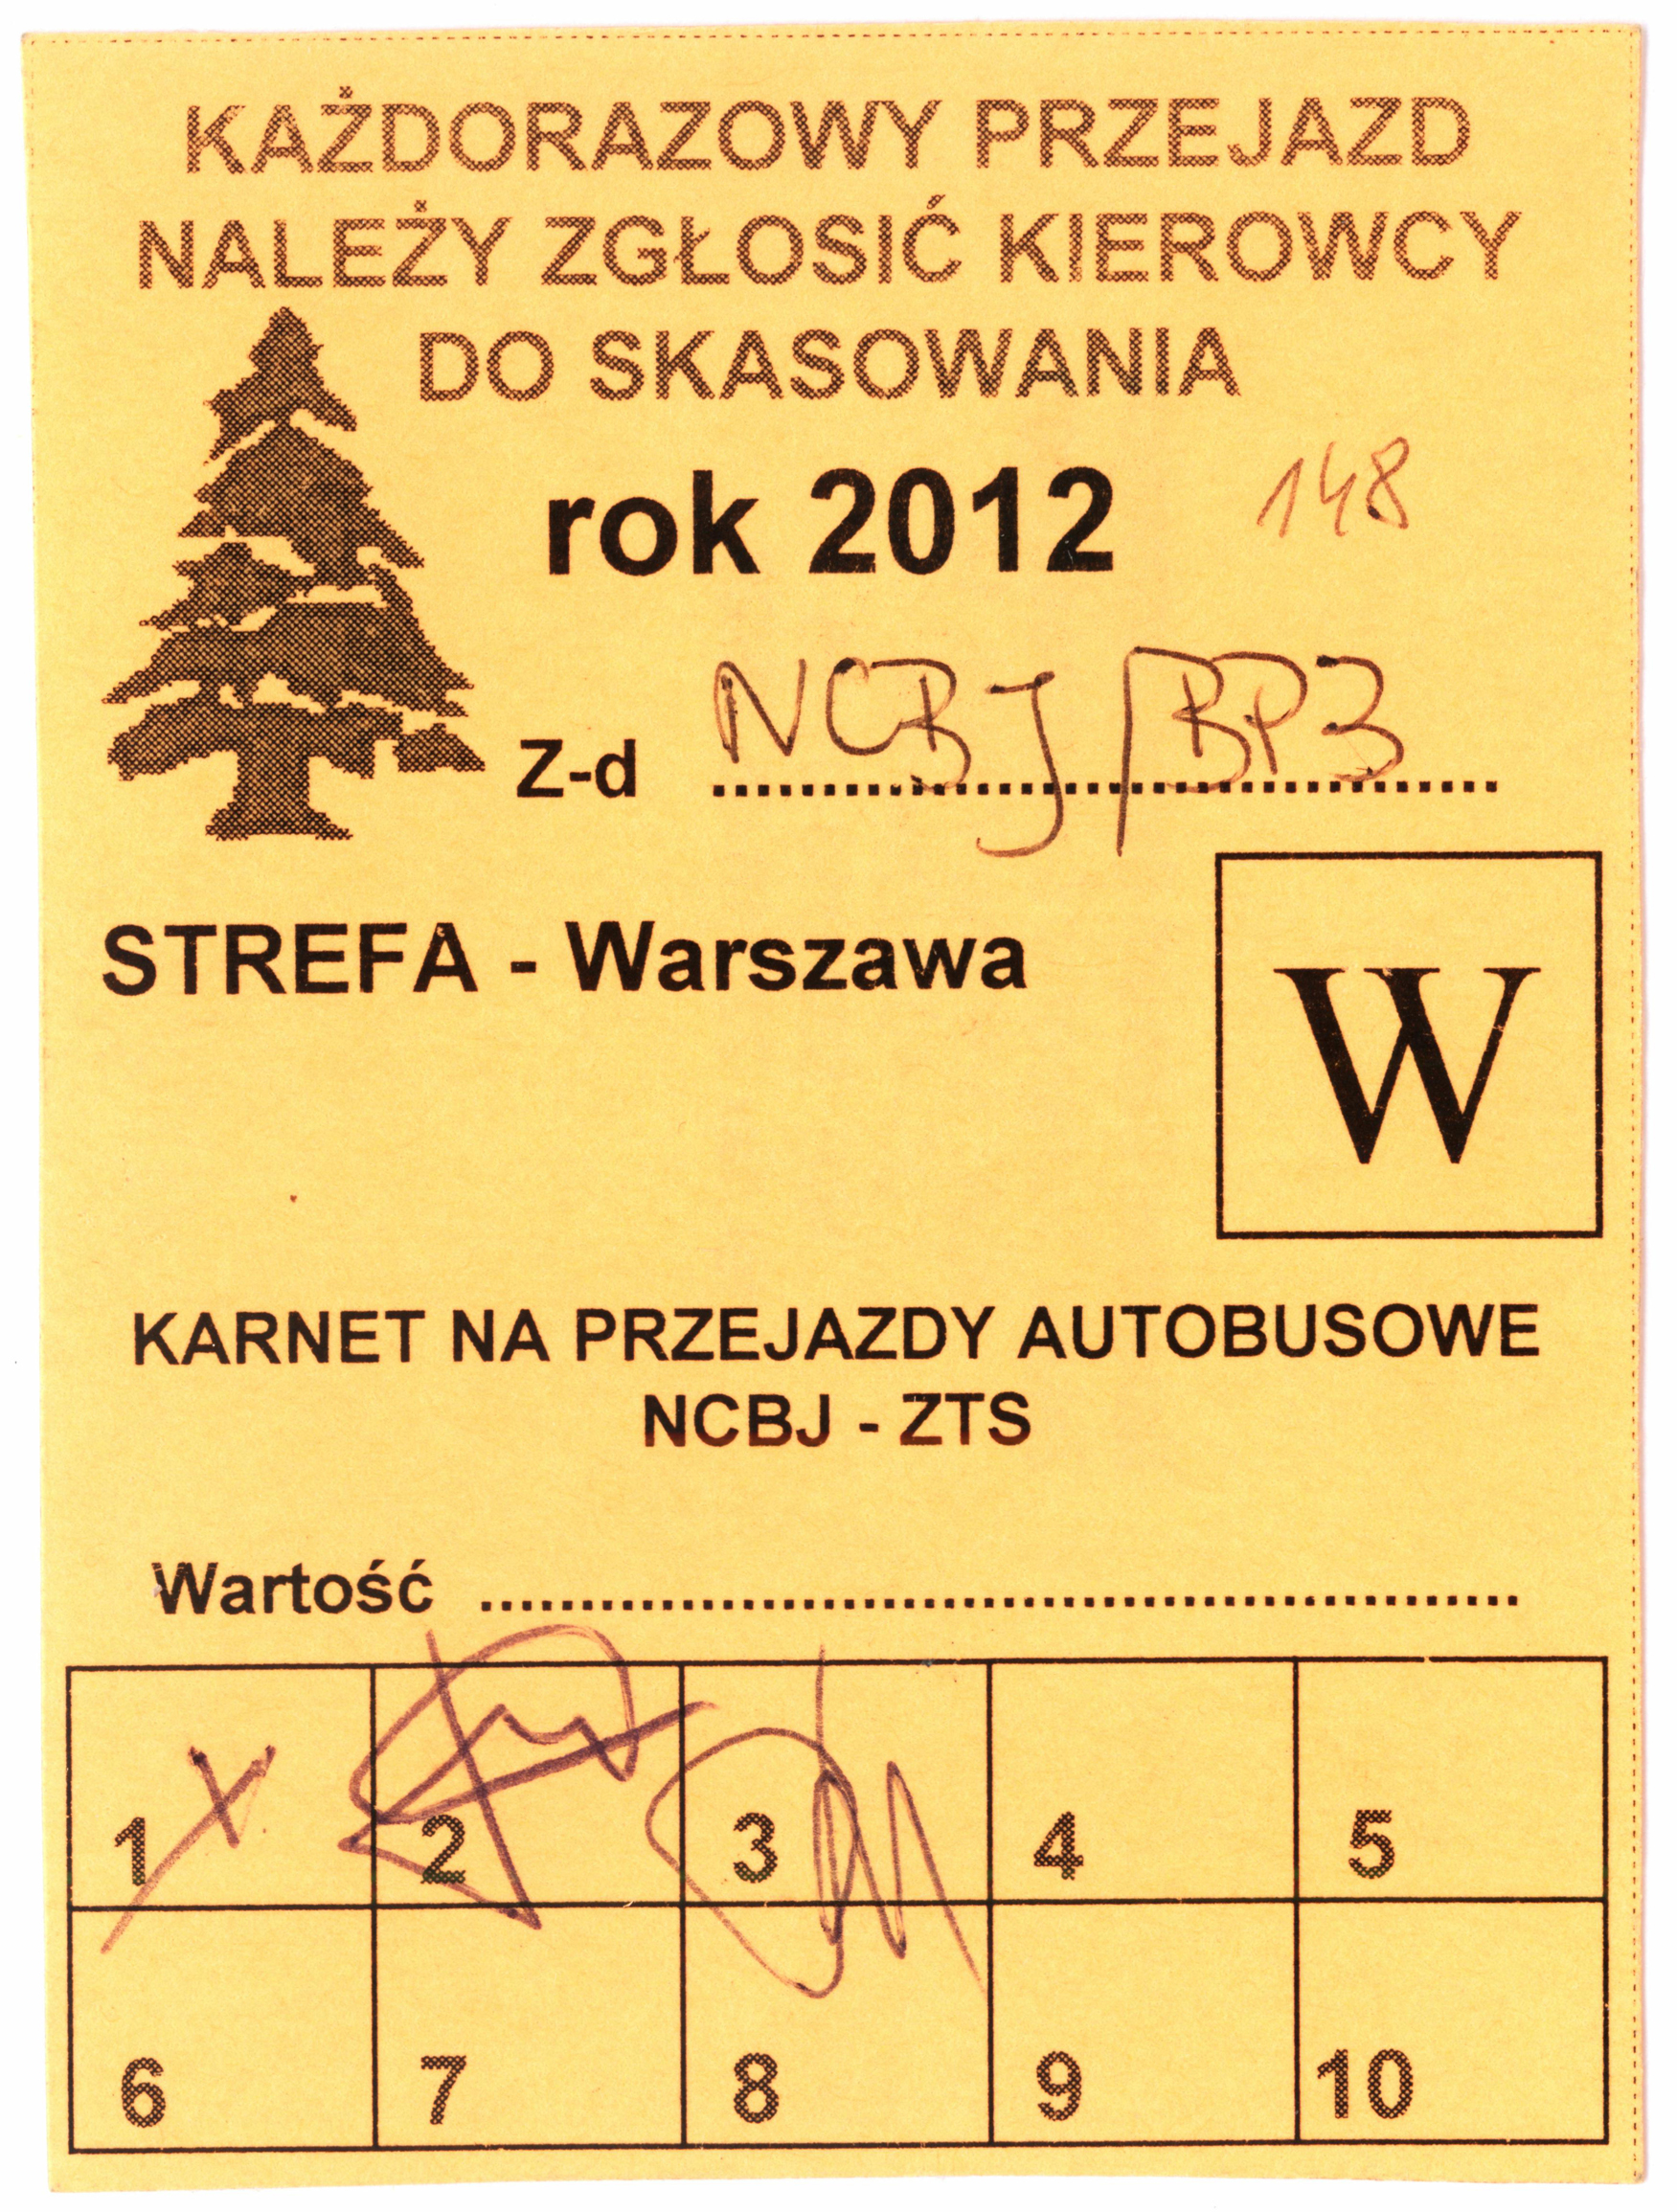 KAŻDORAZOWY PRZEJAZD
NALEŻY ZGŁOSIĆ KIEROWCY
DO SKASOWANIA
rok 2012 148
Z-d NCBJ/BP3
STREFA - Warszawa
W
KARNET NA PRZEJAZDY AUTOBUSOWE
NCBJ - ZTS
Wartość
1 2 3 4 5
6 7 8 9 10